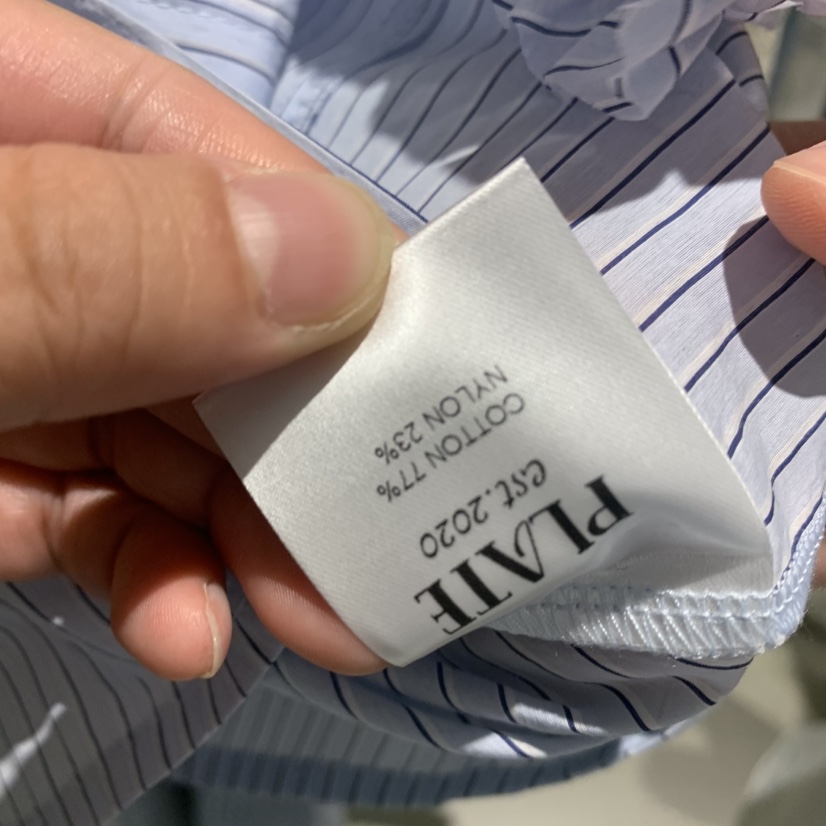 PLATE
est.2020
COTTON 77%
NYLON 23%